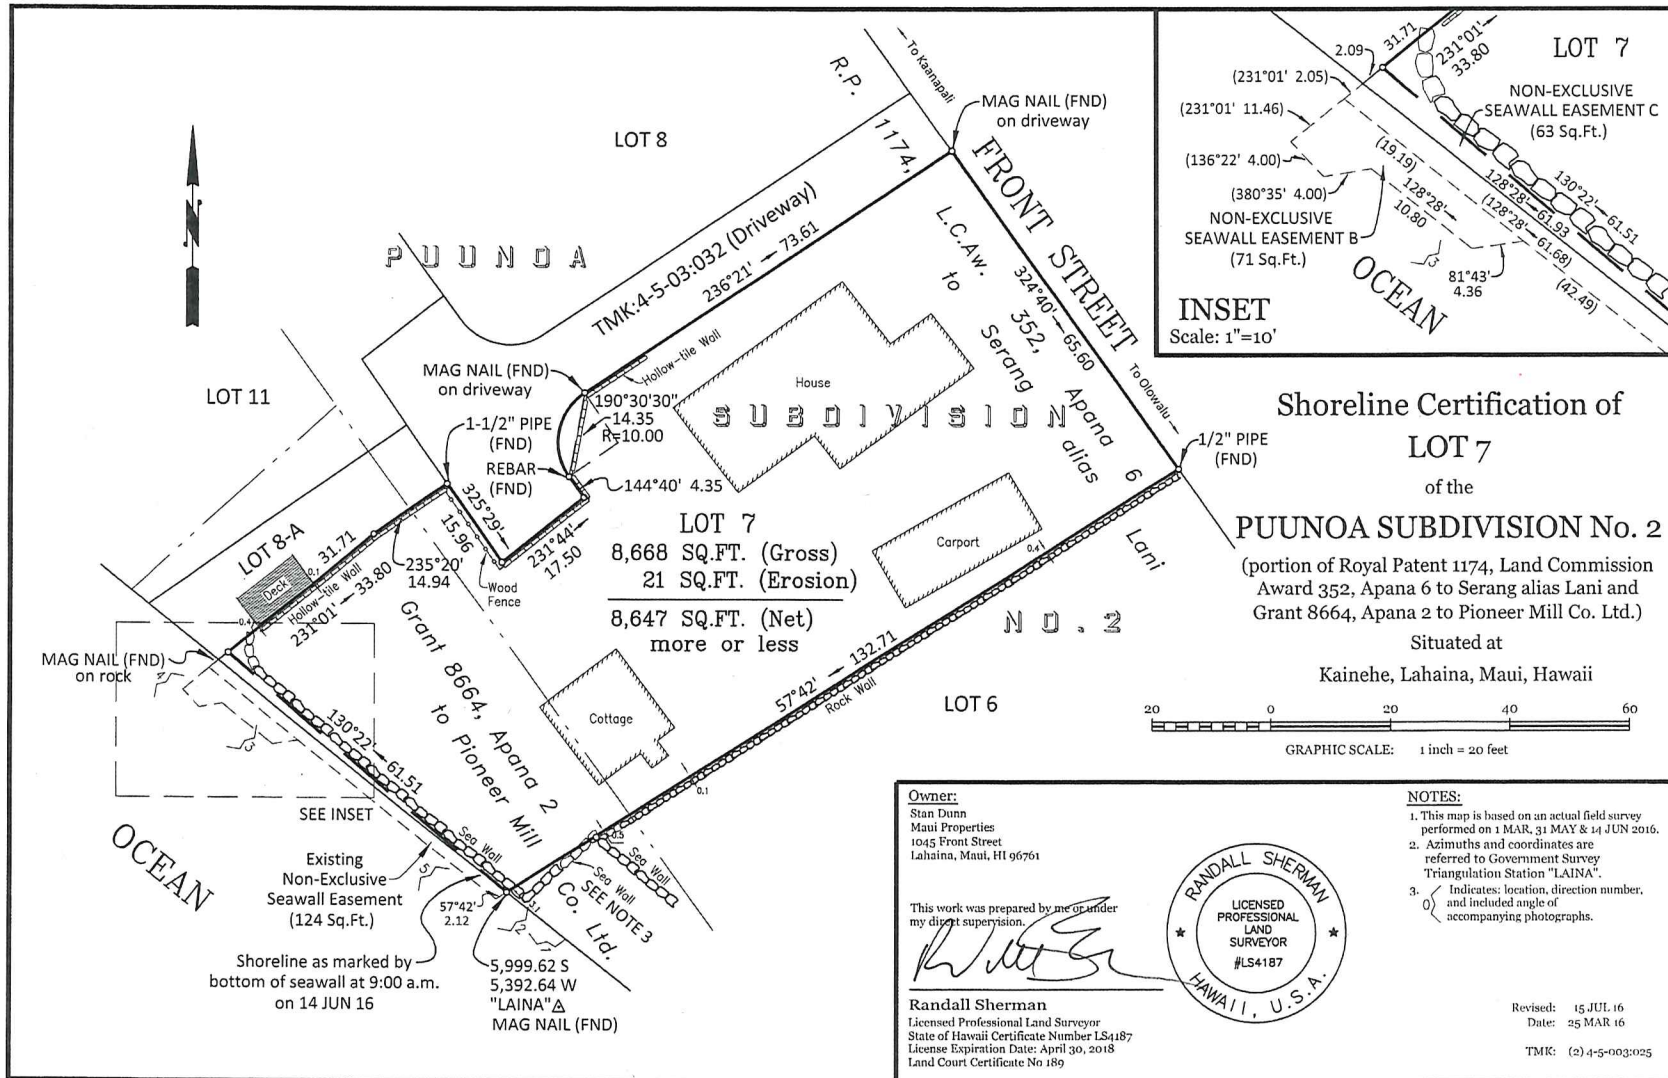 To Kaanapali
R.P.
1174,
MAG NAIL (FND)
on driveway
LOT 8
N
PUUNOA
TMK:4-5-03:032 (Driveway)
236°21' 73.61
FRONT STREET
324°40' 65.60
To Olowalu
L.C.Aw. 352, Apana 6
to Serang alias
Lani
Hollow-tile Wall
House
MAG NAIL (FND)
on driveway
LOT 11
190°30'30"
14.35
R=10.00
SUBDIVISION
1-1/2" PIPE
(FND)
REBAR
(FND)
1/2" PIPE
(FND)
144°40' 4.35
325°29'
15.96
231°44'
17.50
Wood
Fence
LOT 7
8,668 SQ.FT. (Gross)
21 SQ.FT. (Erosion)
8,647 SQ.FT. (Net)
more or less
Carport
0.4
LOT 8-A
31.71
235°20'
14.94
Deck
0.1
Hollow-tile Wall
231°01' 33.80
0.4
NO.2
Grant 8664, Apana 2
to Pioneer Mill
Co. Ltd.
57°42' 132.71
Rock Wall
LOT 6
MAG NAIL (FND)
on rock
4
3
130°22' 61.51
Cottage
0.1
SEE INSET
OCEAN
Sea Wall
0.5
Sea Wall
Sea Wall
SEE NOTE 3
Existing
Non-Exclusive
Seawall Easement
(124 Sq.Ft.)
5
57°42'
2.12
3.1
2
1
Shoreline as marked by
bottom of seawall at 9:00 a.m.
on 14 JUN 16
5,999.62 S
5,392.64 W
"LAINA"
MAG NAIL (FND)
2.09
31.71
231°01'
33.80
LOT 7
(231°01' 2.05)
(231°01' 11.46)
NON-EXCLUSIVE
SEAWALL EASEMENT C
(63 Sq.Ft.)
(136°22' 4.00)
(19.19)
(380°35' 4.00)
128°28'
10.80
128°28' 61.93
(128°28' 61.68)
130°22' 61.51
NON-EXCLUSIVE
SEAWALL EASEMENT B
(71 Sq.Ft.)
3
81°43'
4.36
(42.49)
OCEAN
INSET
Scale: 1"=10'
Shoreline Certification of
LOT 7
of the
PUUNOA SUBDIVISION No. 2
(portion of Royal Patent 1174, Land Commission
Award 352, Apana 6 to Serang alias Lani and
Grant 8664, Apana 2 to Pioneer Mill Co. Ltd.)
Situated at
Kainehe, Lahaina, Maui, Hawaii
20 0 20 40 60
GRAPHIC SCALE: 1 inch = 20 feet
Owner:
Stan Dunn
Maui Properties
1045 Front Street
Lahaina, Maui, HI 96761
This work was prepared by me or under
my direct supervision.
Randall Sherman
Licensed Professional Land Surveyor
State of Hawaii Certificate Number LS4187
License Expiration Date: April 30, 2018
Land Court Certificate No 189
RANDALL SHERMAN
LICENSED
PROFESSIONAL
LAND
SURVEYOR
#LS4187
HAWAII, U.S.A.
NOTES:
1. This map is based on an actual field survey
performed on 1 MAR, 31 MAY & 14 JUN 2016.
2. Azimuths and coordinates are
referred to Government Survey
Triangulation Station "LAINA".
3. 0 Indicates: location, direction number,
and included angle of
accompanying photographs.
Revised: 15 JUL 16
Date: 25 MAR 16
TMK: (2) 4-5-003:025